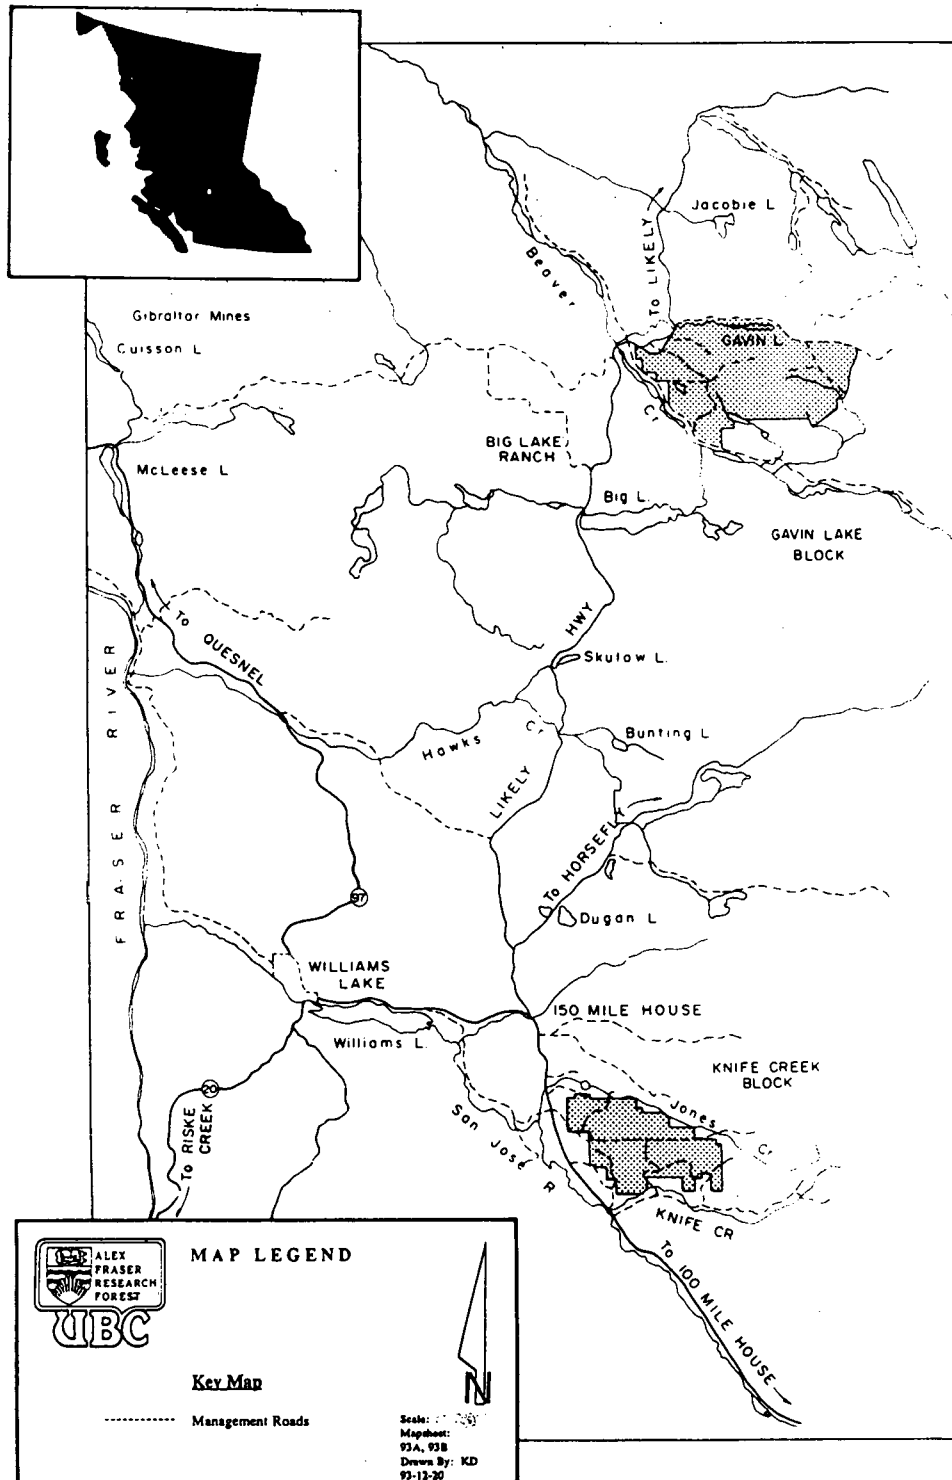 Jacobie L
To LIKELY
Beaver
Gibraltar Mines
Cuisson L
GAVIN L.
Cr
BIG LAKE
RANCH
McLeese L
Big L.
GAVIN LAKE
BLOCK
HWY
To QUESNEL
Skulow L.
FRASER RIVER
Hawks Cr
Bunting L
LIKELY
To HORSEFLY
97
Dugan L
WILLIAMS
LAKE
150 MILE HOUSE
Williams L.
KNIFE CREEK
BLOCK
20
Jones Cr
San Jose R
To RISKE
CREEK
KNIFE CR
To 100 MILE HOUSE
ALEX
FRASER
RESEARCH
FOREST
UBC
MAP LEGEND
N
Key Map
Management Roads
Scale:
Mapsheet:
93A, 93B
Drawn By: KD
93-12-20